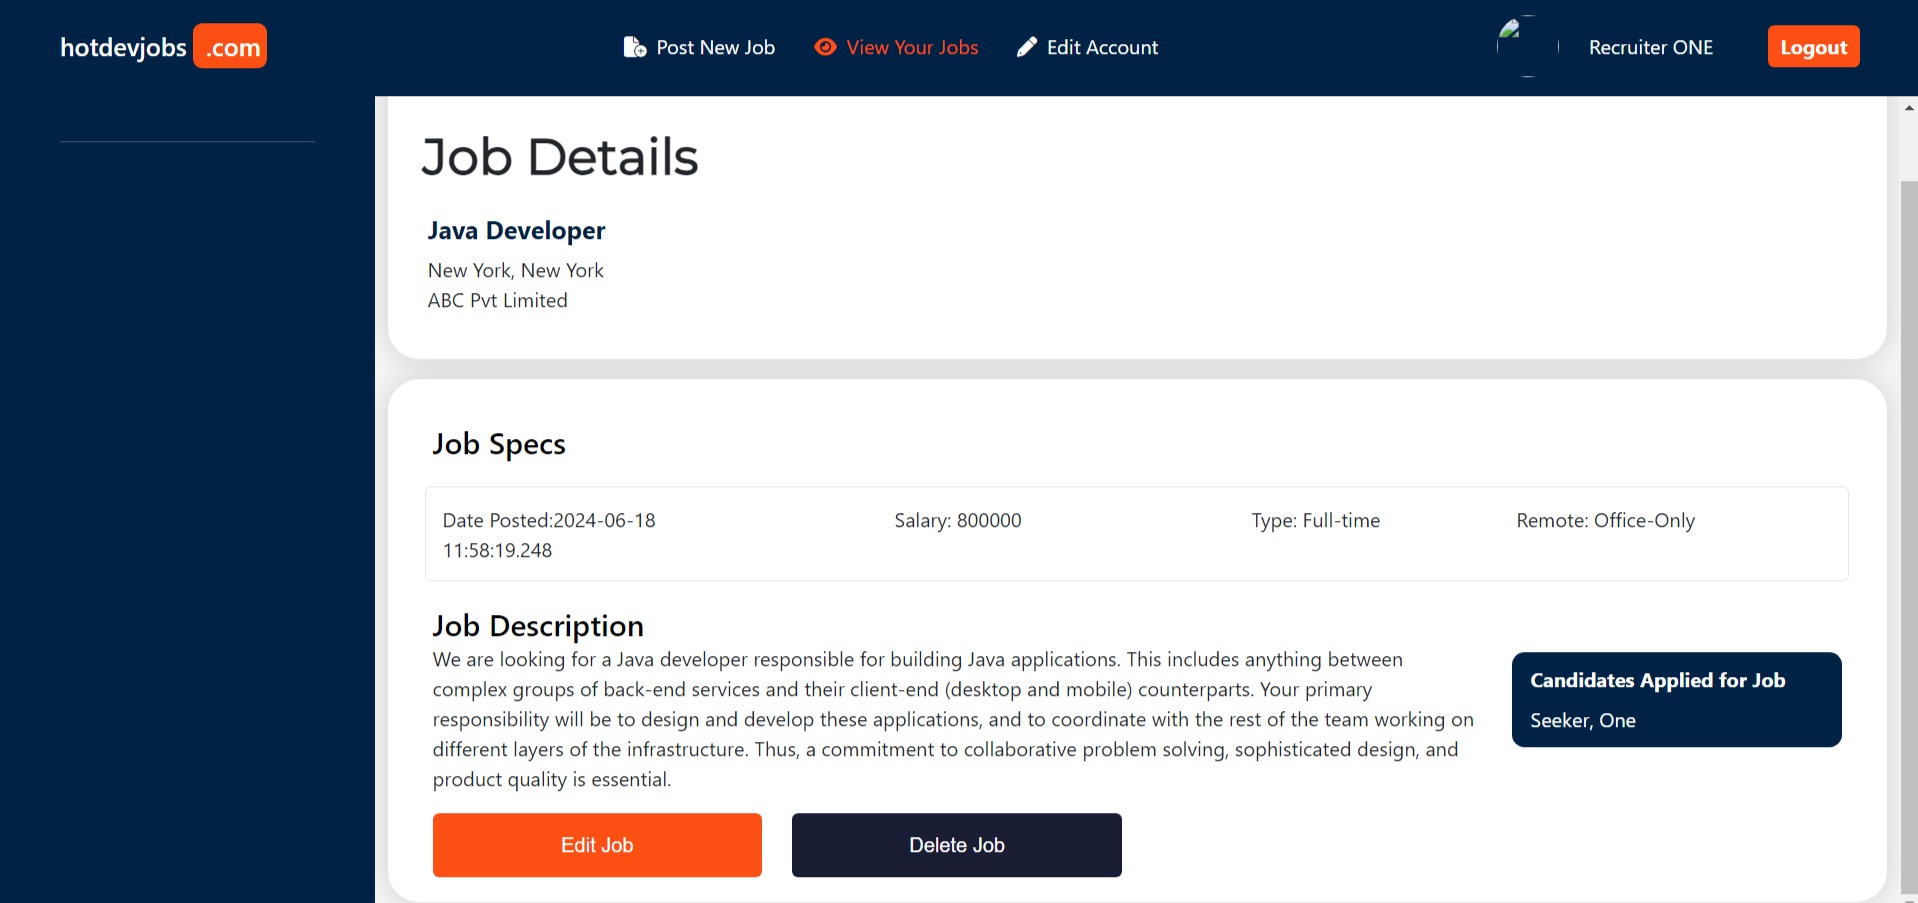 hotdevjobs .com
Post New Job
View Your Jobs
Edit Account
Recruiter ONE
Logout
Job Details
Java Developer
New York, New York
ABC Pvt Limited
Job Specs
Date Posted:2024-06-18
11:58:19.248
Salary: 800000
Type: Full-time
Remote: Office-Only
Job Description
We are looking for a Java developer responsible for building Java applications. This includes anything between
complex groups of back-end services and their client-end (desktop and mobile) counterparts. Your primary
responsibility will be to design and develop these applications, and to coordinate with the rest of the team working on
different layers of the infrastructure. Thus, a commitment to collaborative problem solving, sophisticated design, and
product quality is essential.
Candidates Applied for Job
Seeker, One
Edit Job
Delete Job